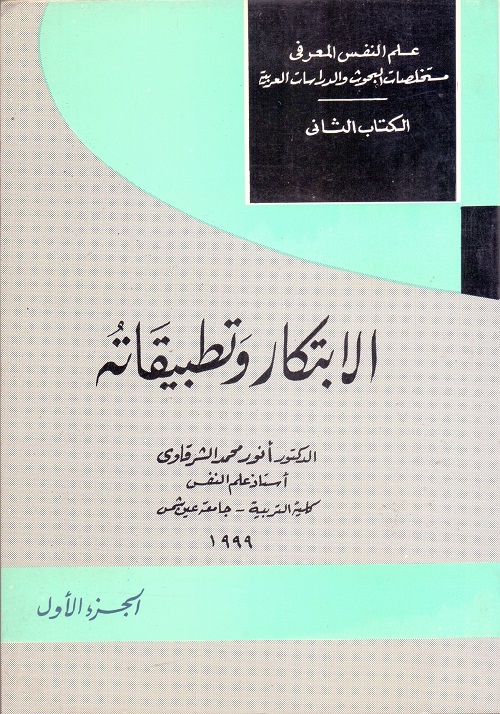 علم النفس المعرفى
مستخلصات البحوث والدراسات العربية
الكتاب الثانى
الابتكار وتطبيقاتُه
الدكتور أنور محمد الشرقاوى
أستاذ علم النفس
كلية التربية - جامعة عين شمس
١٩٩٩
الجزء الأول